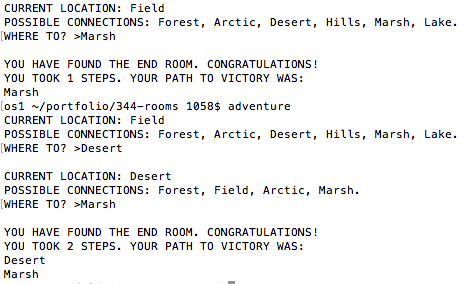 CURRENT LOCATION: Field
POSSIBLE CONNECTIONS: Forest, Arctic, Desert, Hills, Marsh, Lake.
WHERE TO? >Marsh
YOU HAVE FOUND THE END ROOM. CONGRATULATIONS!
YOU TOOK 1 STEPS. YOUR PATH TO VICTORY WAS:
Marsh
os1 ~/portfolio/344-rooms 1058$ adventure
CURRENT LOCATION: Field
POSSIBLE CONNECTIONS: Forest, Arctic, Desert, Hills, Marsh, Lake.
WHERE TO? >Desert
CURRENT LOCATION: Desert
POSSIBLE CONNECTIONS: Forest, Field, Arctic, Marsh.
WHERE TO? >Marsh
YOU HAVE FOUND THE END ROOM. CONGRATULATIONS!
YOU TOOK 2 STEPS. YOUR PATH TO VICTORY WAS:
Desert
Marsh